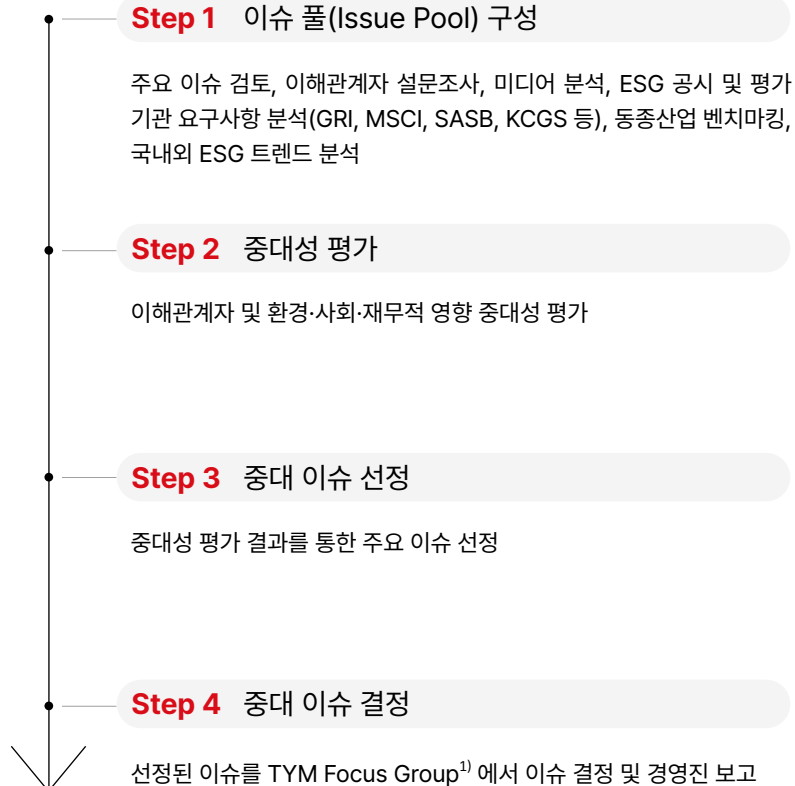 Step 1 이슈 풀(Issue Pool) 구성
주요 이슈 검토, 이해관계자 설문조사, 미디어 분석, ESG 공시 및 평가
기관 요구사항 분석(GRI, MSCI, SASB, KCGS 등), 동종산업 벤치마킹,
국내외 ESG 트렌드 분석
Step 2 중대성 평가
이해관계자 및 환경·사회·재무적 영향 중대성 평가
Step 3 중대 이슈 선정
중대성 평가 결과를 통한 주요 이슈 선정
Step 4 중대 이슈 결정
선정된 이슈를 TYM Focus Group1) 에서 이슈 결정 및 경영진 보고